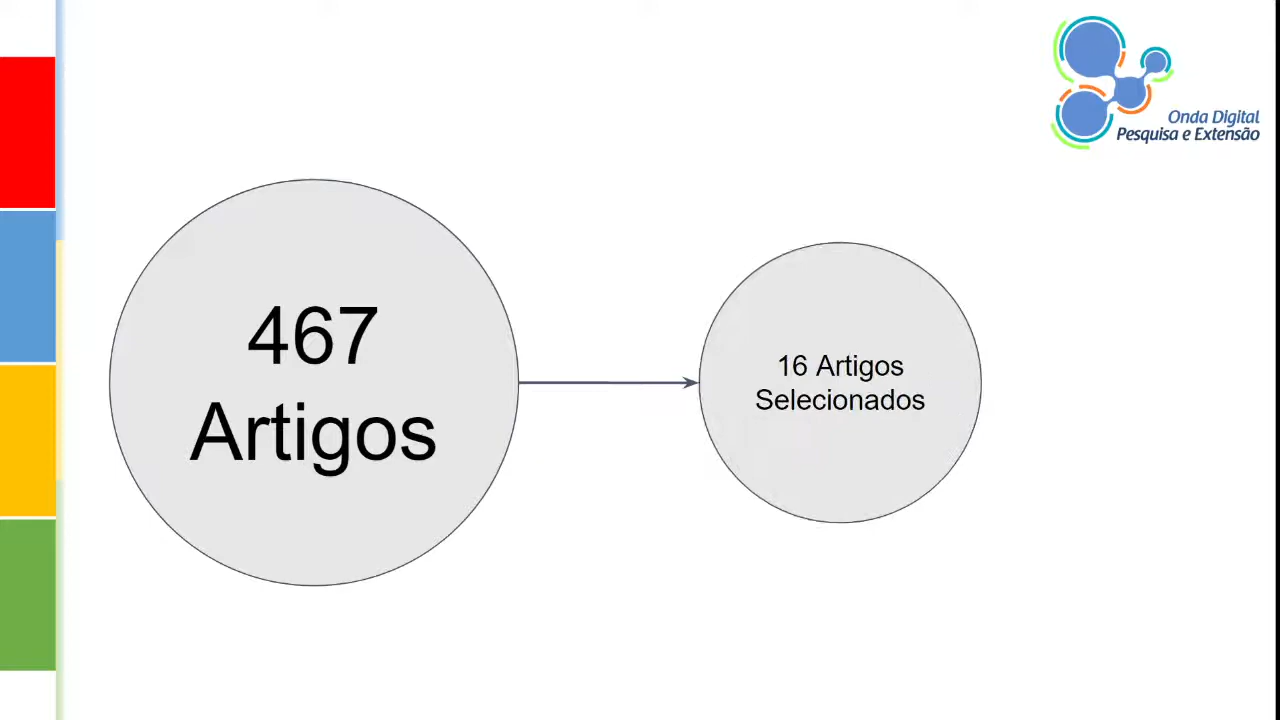 Onda Digital
Pesquisa e Extensão
467
Artigos
16 Artigos
Selecionados